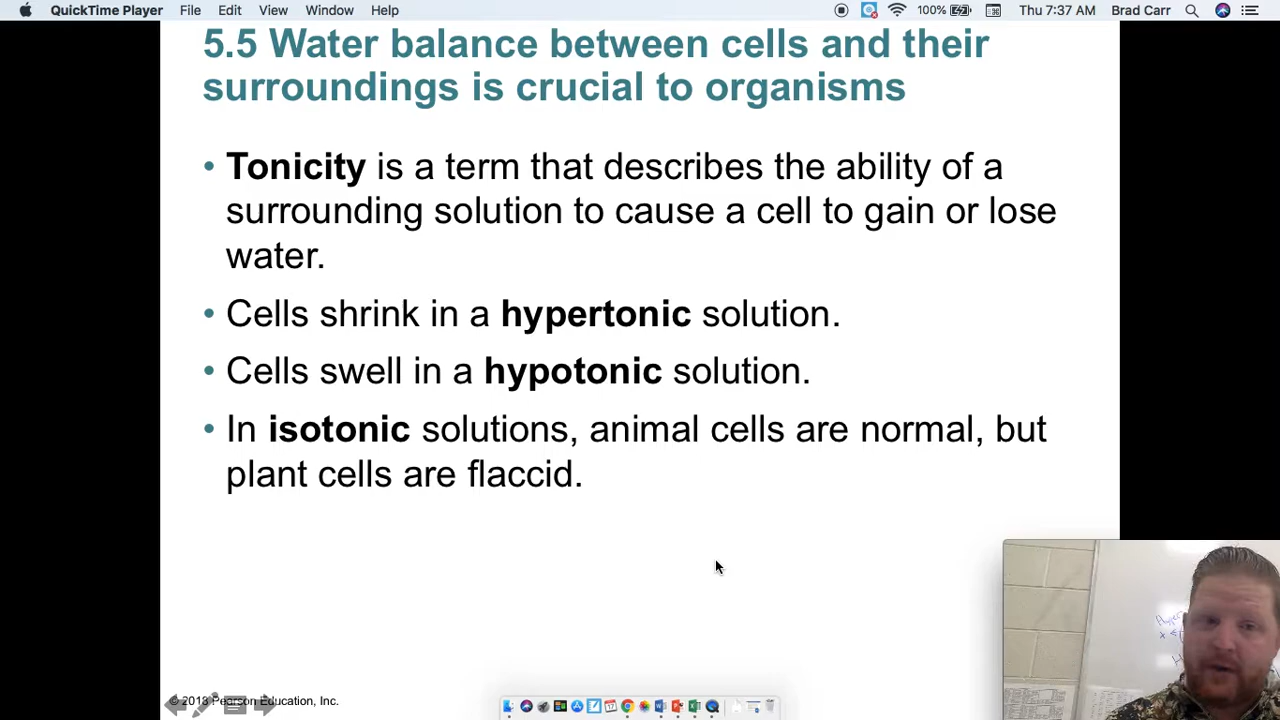 QuickTime Player File Edit View Window Help 100% Thu 7:37 AM Brad Carr
5.5 Water balance between cells and their
surroundings is crucial to organisms
• Tonicity is a term that describes the ability of a
surrounding solution to cause a cell to gain or lose
water.
• Cells shrink in a hypertonic solution.
• Cells swell in a hypotonic solution.
• In isotonic solutions, animal cells are normal, but
plant cells are flaccid.
© 2018 Pearson Education, Inc.